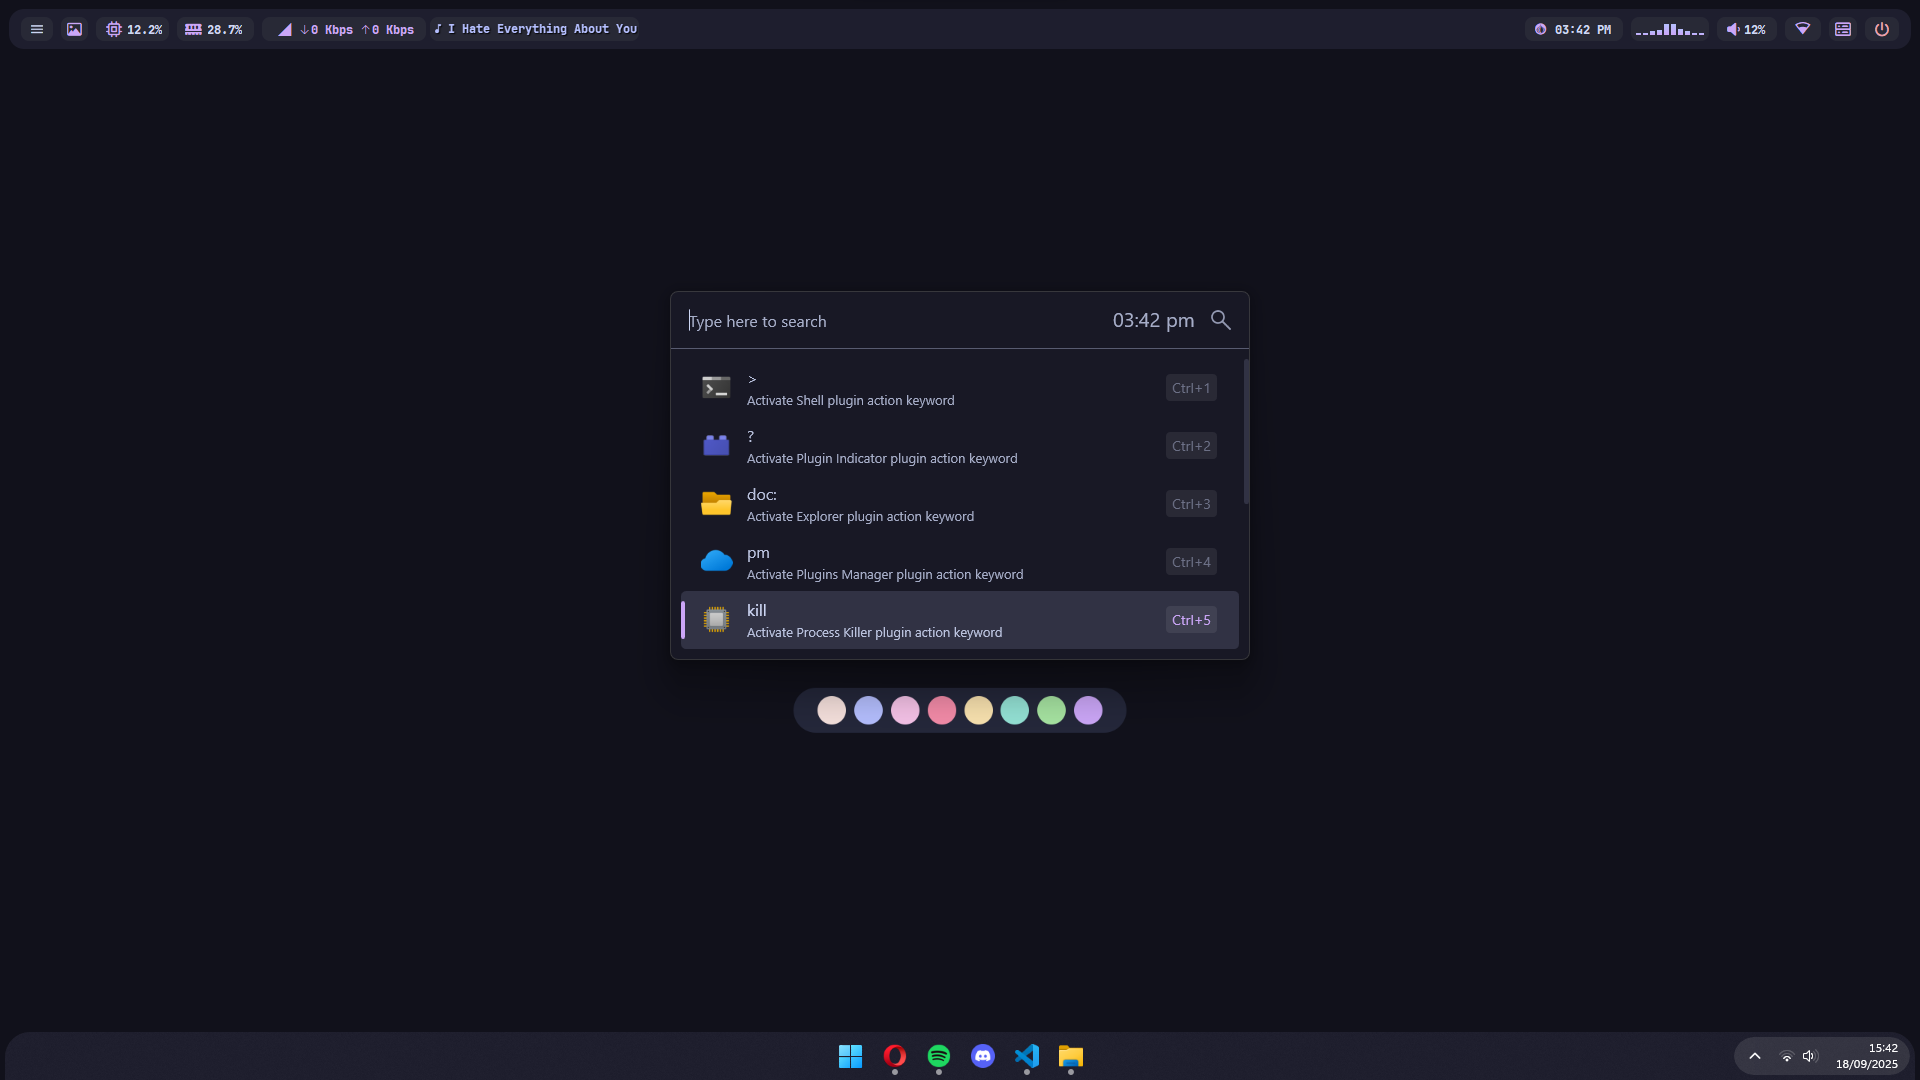 12.2%
28.7%
↓0 Kbps ↑0 Kbps
♪ I Hate Everything About You
03:42 PM
12%
Type here to search
03:42 pm
>
Activate Shell plugin action keyword
Ctrl+1
?
Activate Plugin Indicator plugin action keyword
Ctrl+2
doc:
Activate Explorer plugin action keyword
Ctrl+3
pm
Activate Plugins Manager plugin action keyword
Ctrl+4
kill
Activate Process Killer plugin action keyword
Ctrl+5
15:42
18/09/2025